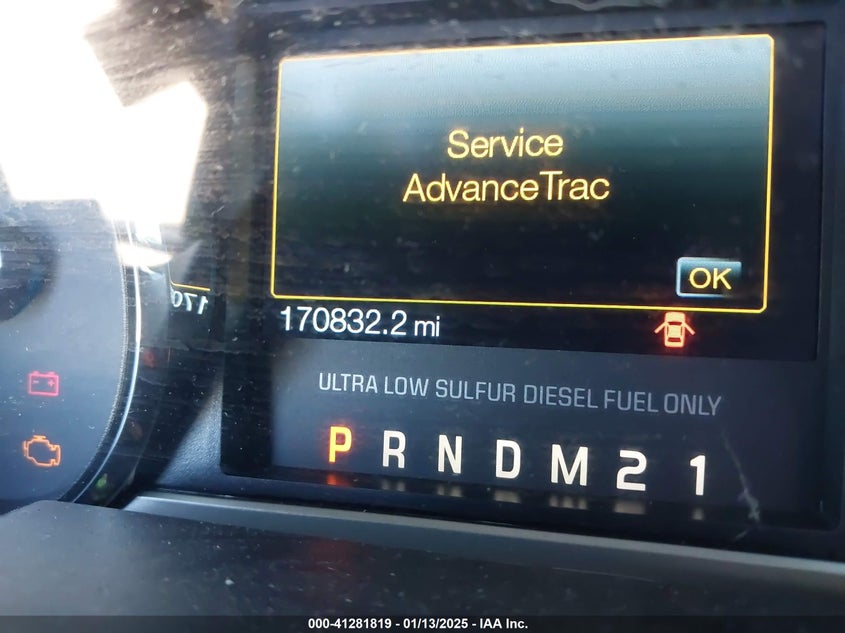 Service
AdvanceTrac
OK
170832.2 mi
ULTRA LOW SULFUR DIESEL FUEL ONLY
P R N D M 2 1
000-41281819 - 01/13/2025 - IAA Inc.